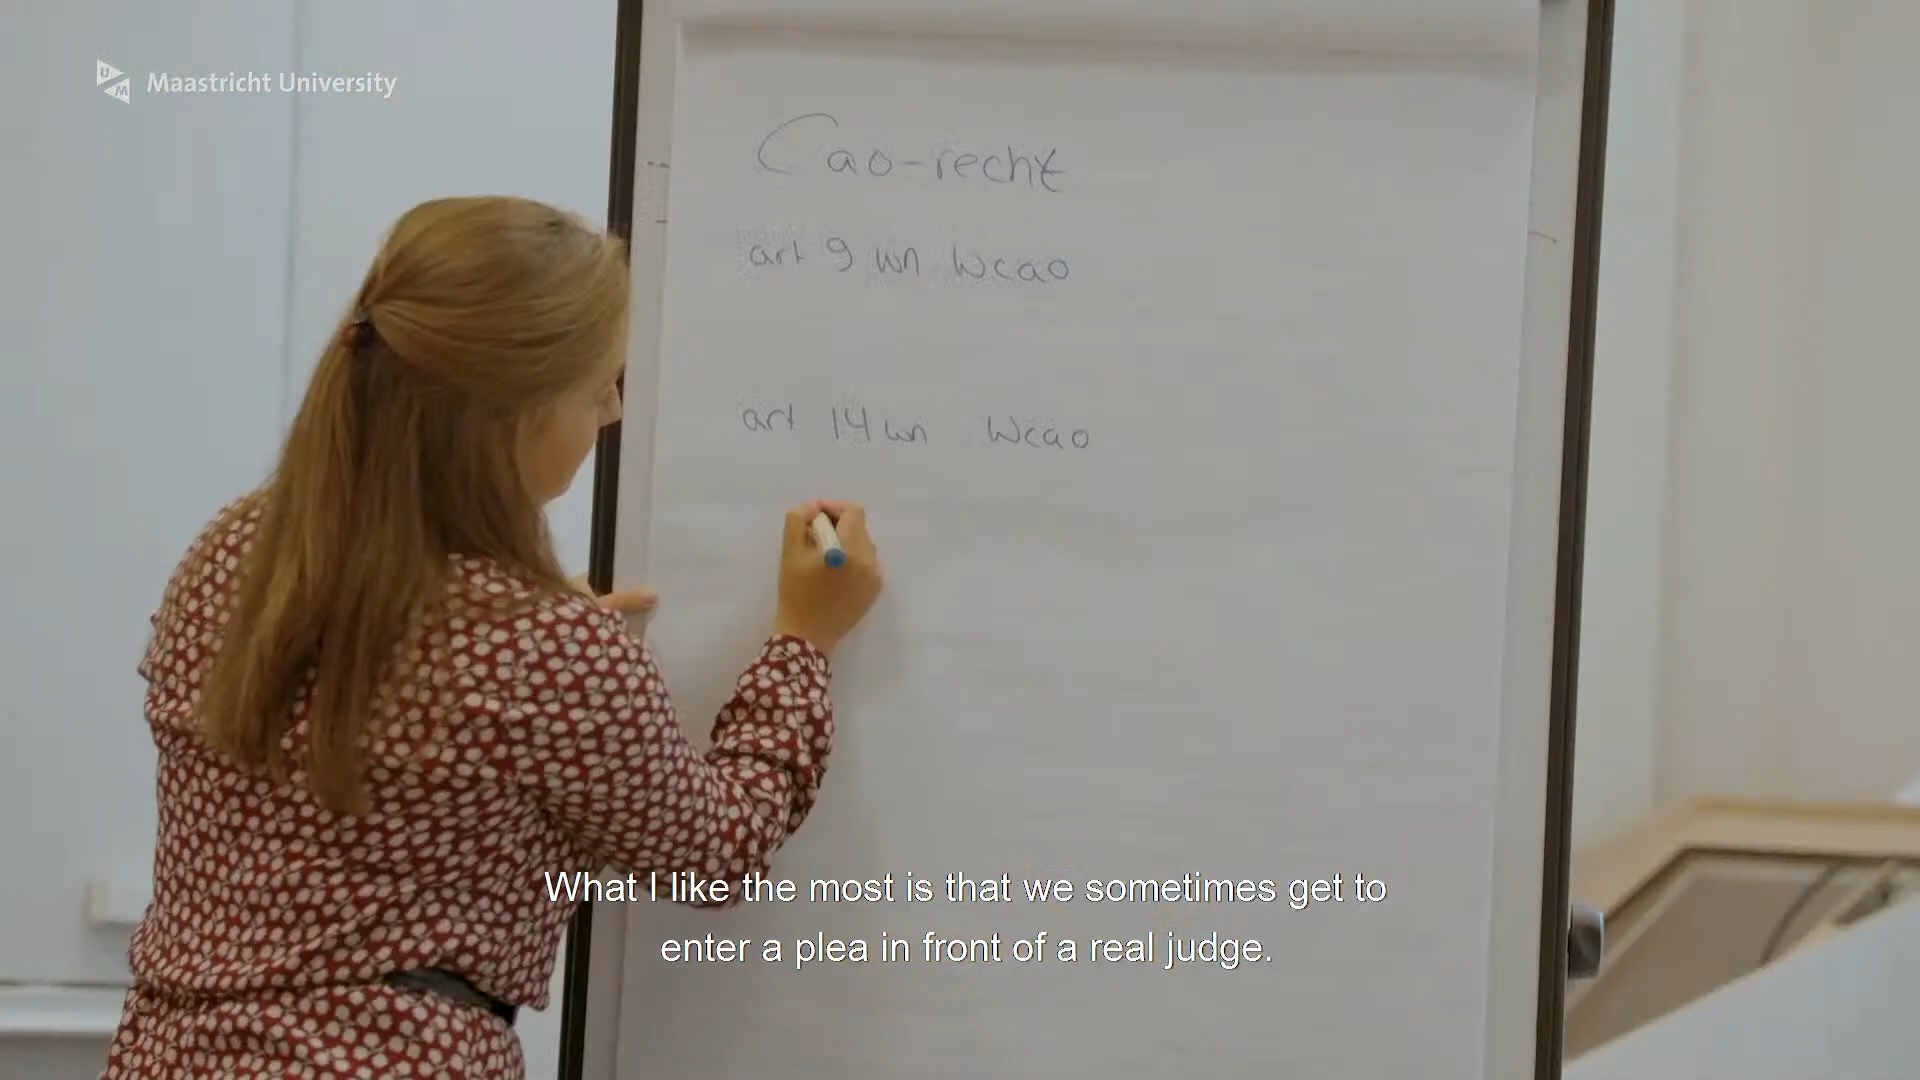 Maastricht University
Cao-recht
art 9 wn Wcao
art 14 wn Wcao
What I like the most is that we sometimes get to
enter a plea in front of a real judge.